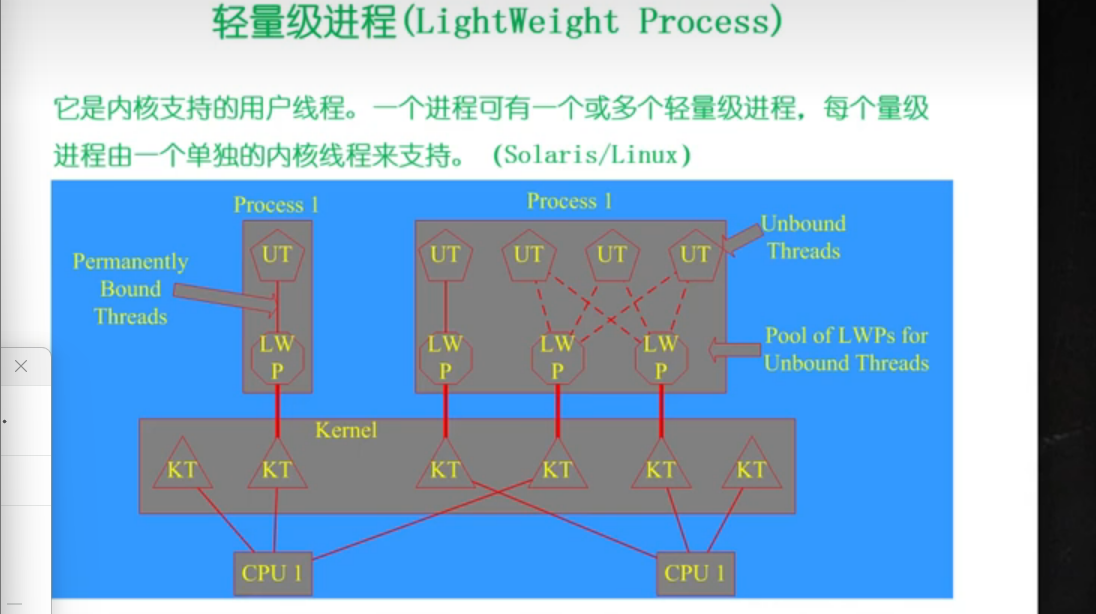 轻量级进程(LightWeight Process)
它是内核支持的用户线程。一个进程可有一个或多个轻量级进程，每个量级
进程由一个单独的内核线程来支持。 (Solaris/Linux)
Process 1
Process 1
Unbound
Threads
Permanently
Bound
Threads
UT
UT
UT
UT
UT
LW
P
LW
P
LW
P
LW
P
Pool of LWPs for
Unbound Threads
Kernel
KT
KT
KT
KT
KT
KT
CPU 1
CPU 1